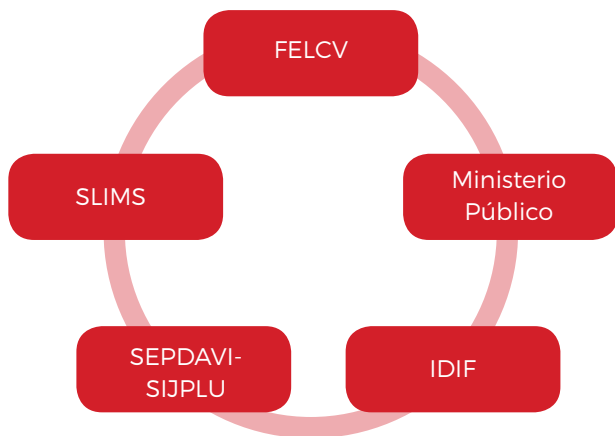 FELCV
SLIMS
Ministerio
Público
SEPDAVI-
SIJPLU
IDIF